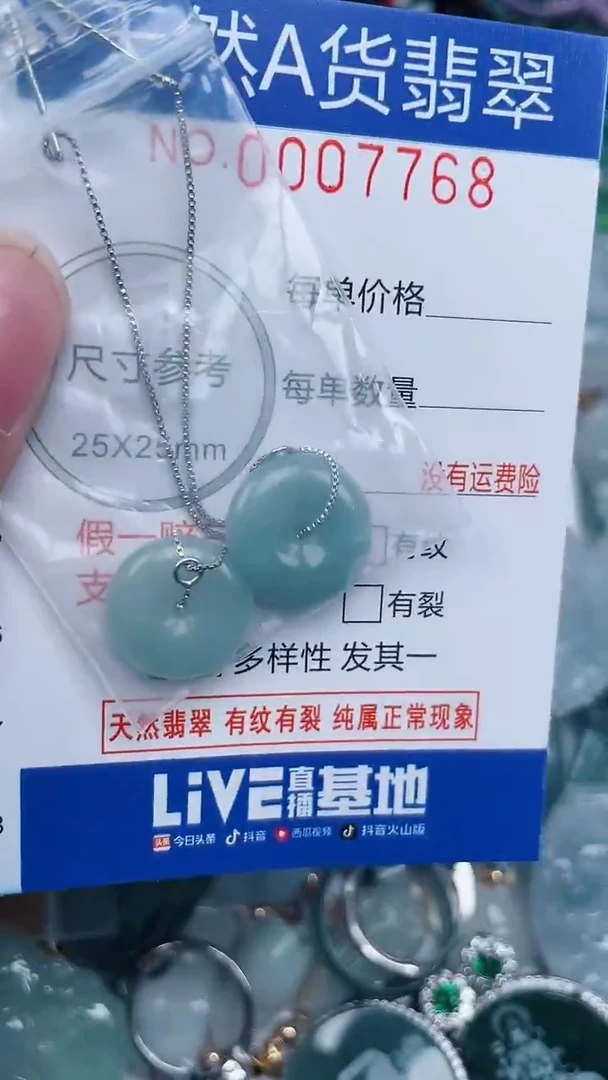 然A货翡翠
NO.0007768
每单价格
尺寸参考
每单数量
25X25mm
没有运费险
假一赔
有纹
支
有裂
多样性 发其一
天然翡翠 有纹有裂 纯属正常现象
LiVE直播基地
头条 今日头条 抖音 西瓜视频 抖音火山版